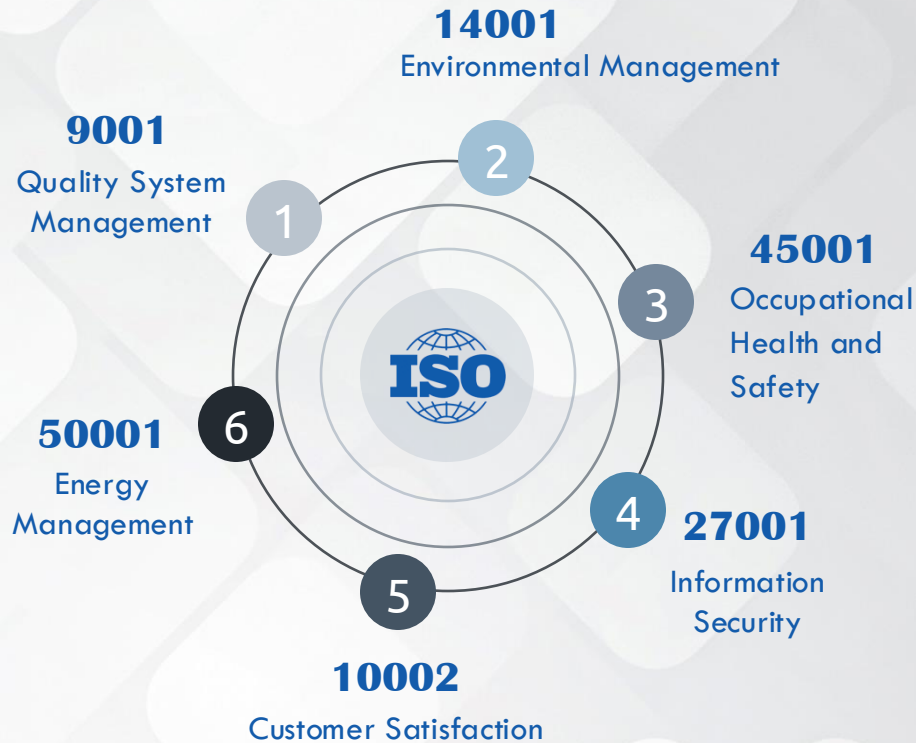 14001
Environmental Management
9001
Quality System
Management
2
1
45001
Occupational
Health and
Safety
3
ISO
50001
Energy
Management
6
4
27001
Information
Security
5
10002
Customer Satisfaction